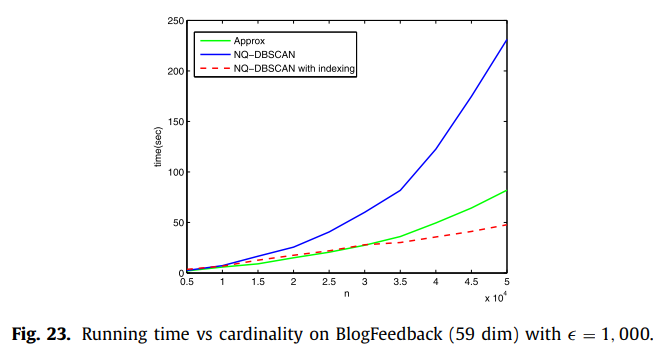 250
200
150
100
50
0
time(sec)
Approx
NQ-DBSCAN
NQ-DBSCAN with indexing
0.5 1 1.5 2 2.5 3 3.5 4 4.5 5
n
x 10^4
Fig. 23. Running time vs cardinality on BlogFeedback (59 dim) with ϵ = 1, 000.